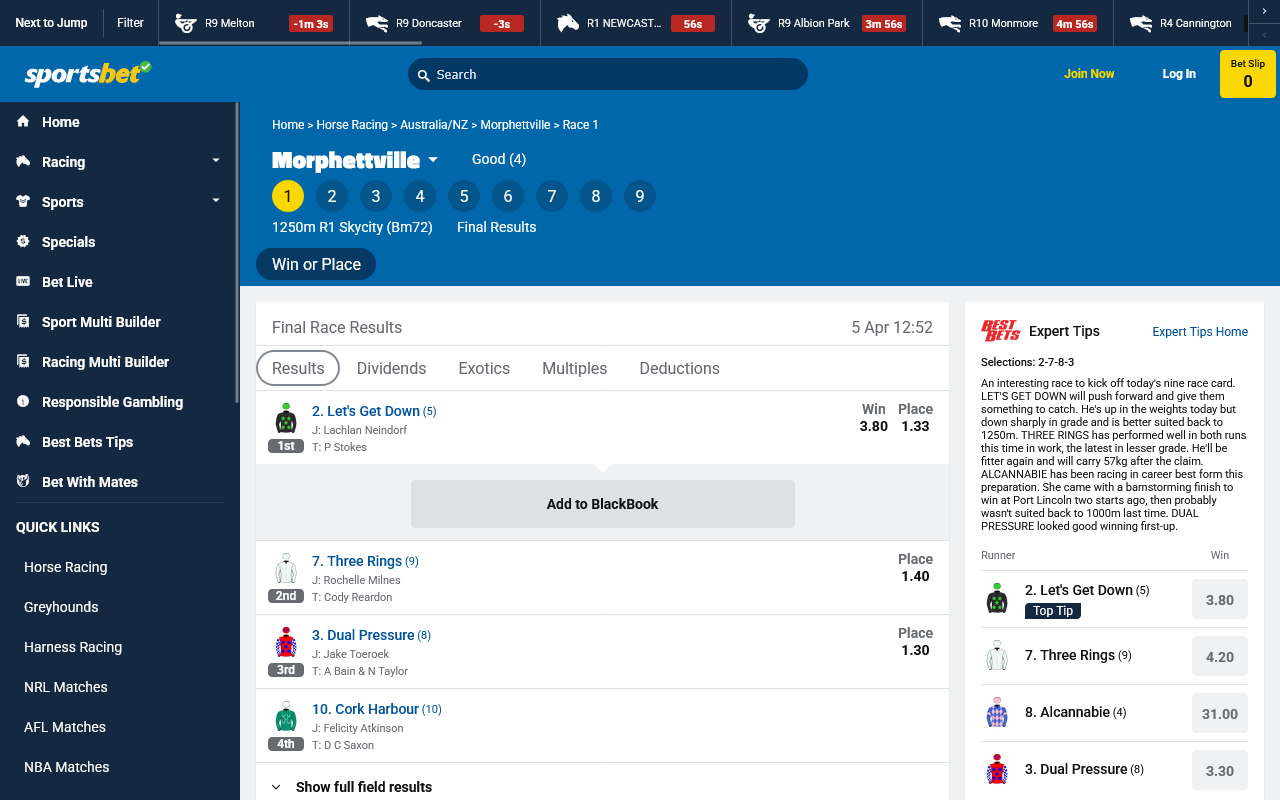 Next to Jump
Filter
R9 Melton
-1m 3s
R9 Doncaster
-3s
R1 NEWCAST...
56s
R9 Albion Park
3m 56s
R10 Monmore
4m 56s
R4 Cannington
sportsbet
Search
Join Now
Log In
Bet Slip
0
Home
Racing
Sports
Specials
LIVE
Bet Live
Sport Multi Builder
Racing Multi Builder
Responsible Gambling
Best Bets Tips
Bet With Mates
QUICK LINKS
Horse Racing
Greyhounds
Harness Racing
NRL Matches
AFL Matches
NBA Matches
Home > Horse Racing > Australia/NZ > Morphettville > Race 1
Morphettville
Good (4)
1 2 3 4 5 6 7 8 9
1250m R1 Skycity (Bm72)
Final Results
Win or Place
Final Race Results
5 Apr 12:52
Results
Dividends
Exotics
Multiples
Deductions
2. Let's Get Down (5)
J: Lachlan Neindorf
T: P Stokes
1st
Win Place
3.80 1.33
Add to BlackBook
7. Three Rings (9)
J: Rochelle Milnes
T: Cody Reardon
2nd
Place
1.40
3. Dual Pressure (8)
J: Jake Toeroek
T: A Bain & N Taylor
3rd
Place
1.30
10. Cork Harbour (10)
J: Felicity Atkinson
T: D C Saxon
4th
Show full field results
BEST BETS
Expert Tips
Expert Tips Home
Selections: 2-7-8-3
An interesting race to kick off today's nine race card.
LET'S GET DOWN will push forward and give them
something to catch. He's up in the weights today but
down sharply in grade and is better suited back to
1250m. THREE RINGS has performed well in both runs
this time in work, the latest in lesser grade. He'll be
fitter again and will carry 57kg after the claim.
ALCANNABIE has been racing in career best form this
preparation. She came with a barnstorming finish to
win at Port Lincoln two starts ago, then probably
wasn't suited back to 1000m last time. DUAL
PRESSURE looked good winning first-up.
Runner
Win
2. Let's Get Down (5)
Top Tip
3.80
7. Three Rings (9)
4.20
8. Alcannabie (4)
31.00
3. Dual Pressure (8)
3.30